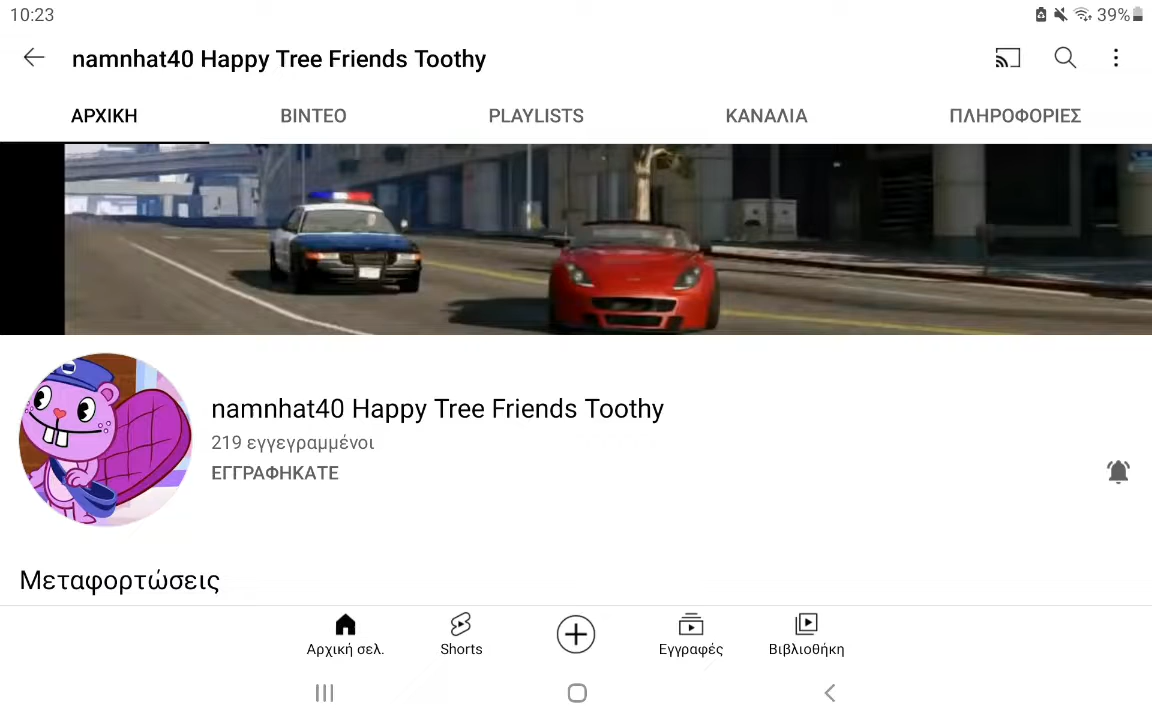 10:23
39%
namnhat40 Happy Tree Friends Toothy
ΑΡΧΙΚΗ
ΒΙΝΤΕΟ
PLAYLISTS
ΚΑΝΑΛΙΑ
ΠΛΗΡΟΦΟΡΙΕΣ
namnhat40 Happy Tree Friends Toothy
219 εγγεγραμμένοι
ΕΓΓΡΑΦΗΚΑΤΕ
Μεταφορτώσεις
Αρχική σελ.
Shorts
Εγγραφές
Βιβλιοθήκη